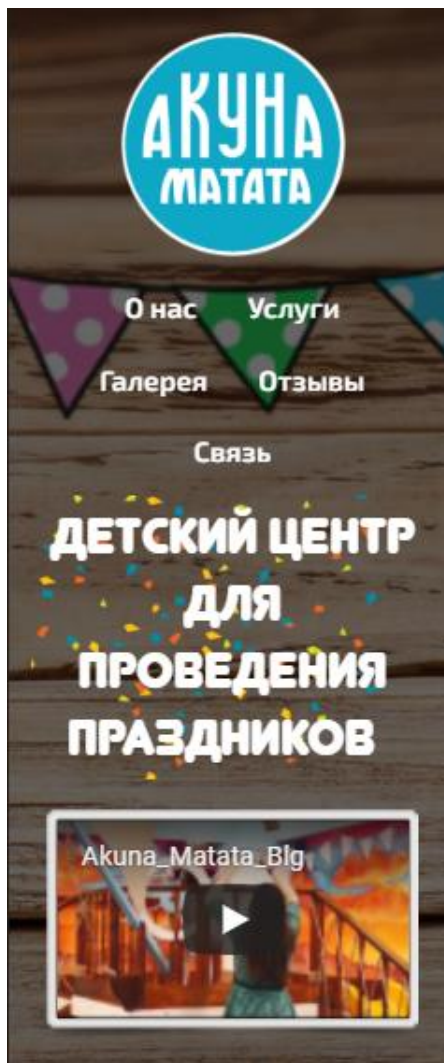 АКУНА
МАТАТА
О нас Услуги
Галерея Отзывы
Связь
ДЕТСКИЙ ЦЕНТР
ДЛЯ
ПРОВЕДЕНИЯ
ПРАЗДНИКОВ
Akuna_Matata_Blg